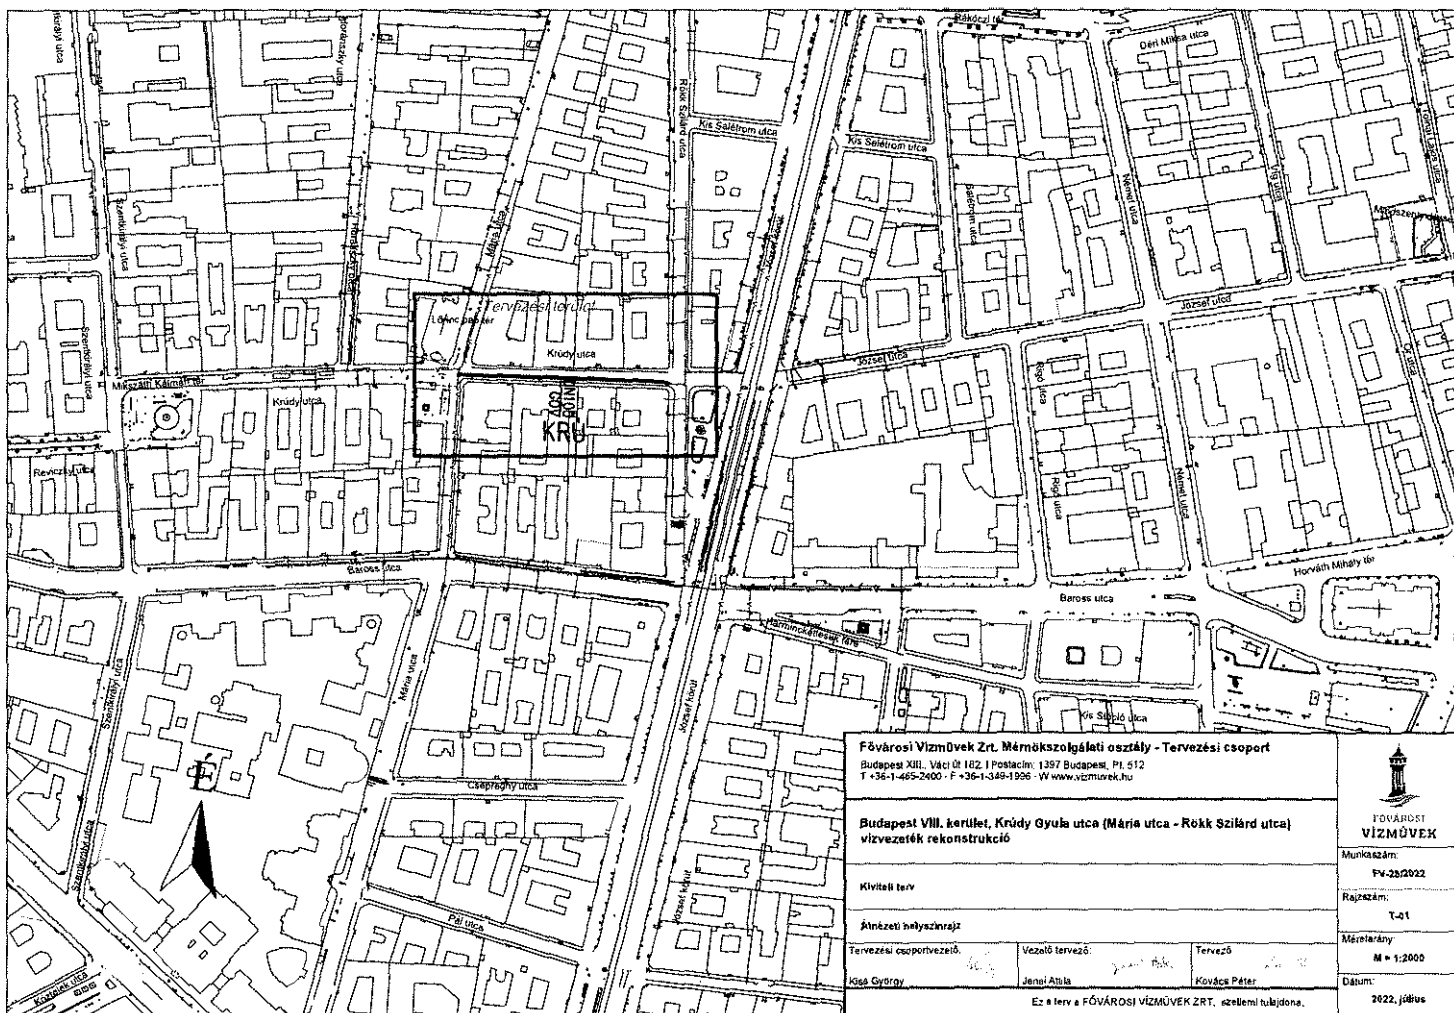 Rákóczi tér
Déri Miksa utca
Rökk Szilárd utca
Kis Salétrom utca
Kis Salétrom utca
Salétrom utca
Német utca
Víg utca
Szentkirályi utca
Mária utca
József körút
Tervezési terület
Lőrinc pap tér
Krúdy utca
József utca
József utca
Mikszáth Kálmán tér
Krúdy utca
Szentkirályi utca
Rigó utca
Őr utca
NÁ100
GÖV
KRÚ
Reviczky utca
Rigó utca
Német utca
Baross utca
Horváth Mihály tér
Baross utca
Harminckettesek tere
Szentkirályi utca
Mária utca
József körút
Kis Stáció utca
É
Csepreghy utca
Szentkirályi utca
József körút
Pál utca
Köztelek utca
Fővárosi Vízművek Zrt. Mérnökszolgálati osztály - Tervezési csoport
Budapest XIII., Váci út 182. | Postacím: 1397 Budapest, Pf. 512
T +36-1-465-2400 · F +36-1-349-1996 · W www.vizmuvek.hu
Budapest VIII. kerület, Krúdy Gyula utca (Mária utca - Rökk Szilárd utca)
vízvezeték rekonstrukció
Kiviteli terv
Átnézeti helyszínrajz
Tervezési csoportvezető:
Vezető tervező:
Tervező
Kiss György
Jenei Attila
Kovács Péter
Ez a terv a FŐVÁROSI VÍZMŰVEK ZRT. szellemi tulajdona.
FŐVÁROSI
VÍZMŰVEK
Munkaszám:
FV-28/2022
Rajzszám:
T-01
Méretarány:
M = 1:2000
Dátum:
2022. július